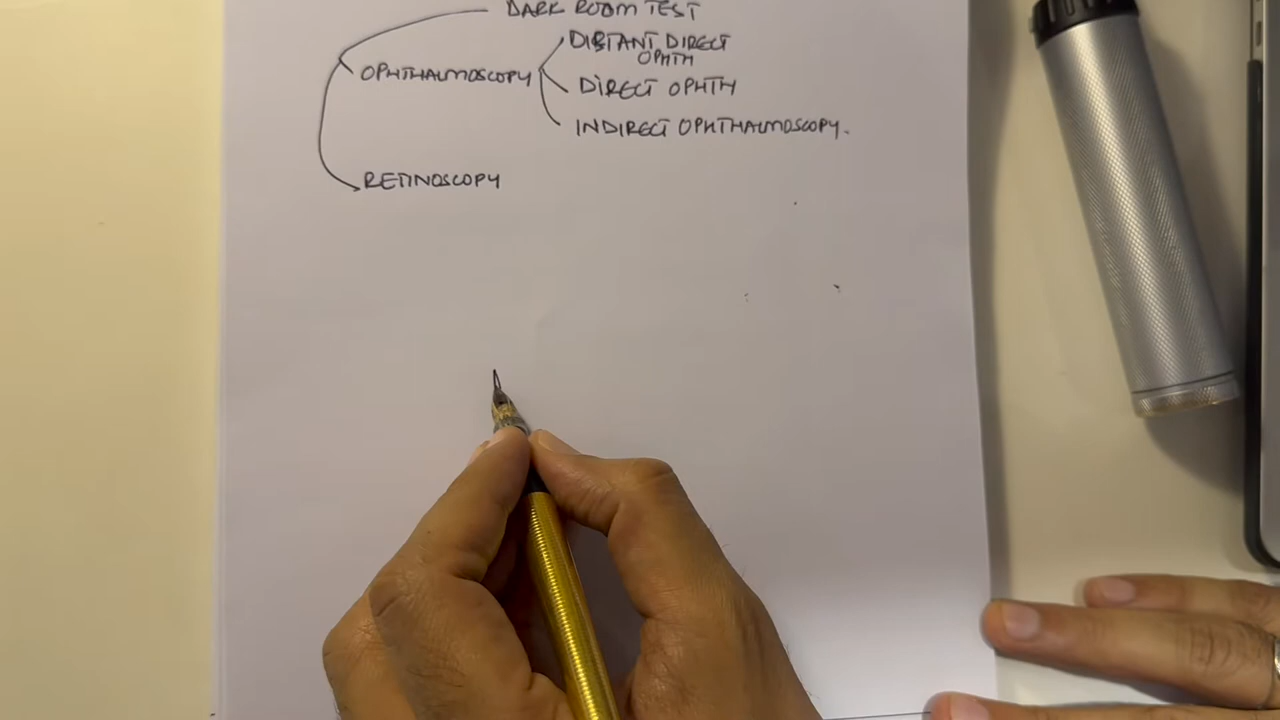 DARK ROOM TEST
DISTANT DIRECT
OPHTH
OPHTHALMOSCOPY
DIRECT OPHTH
INDIRECT OPHTHALMOSCOPY.
RETINOSCOPY